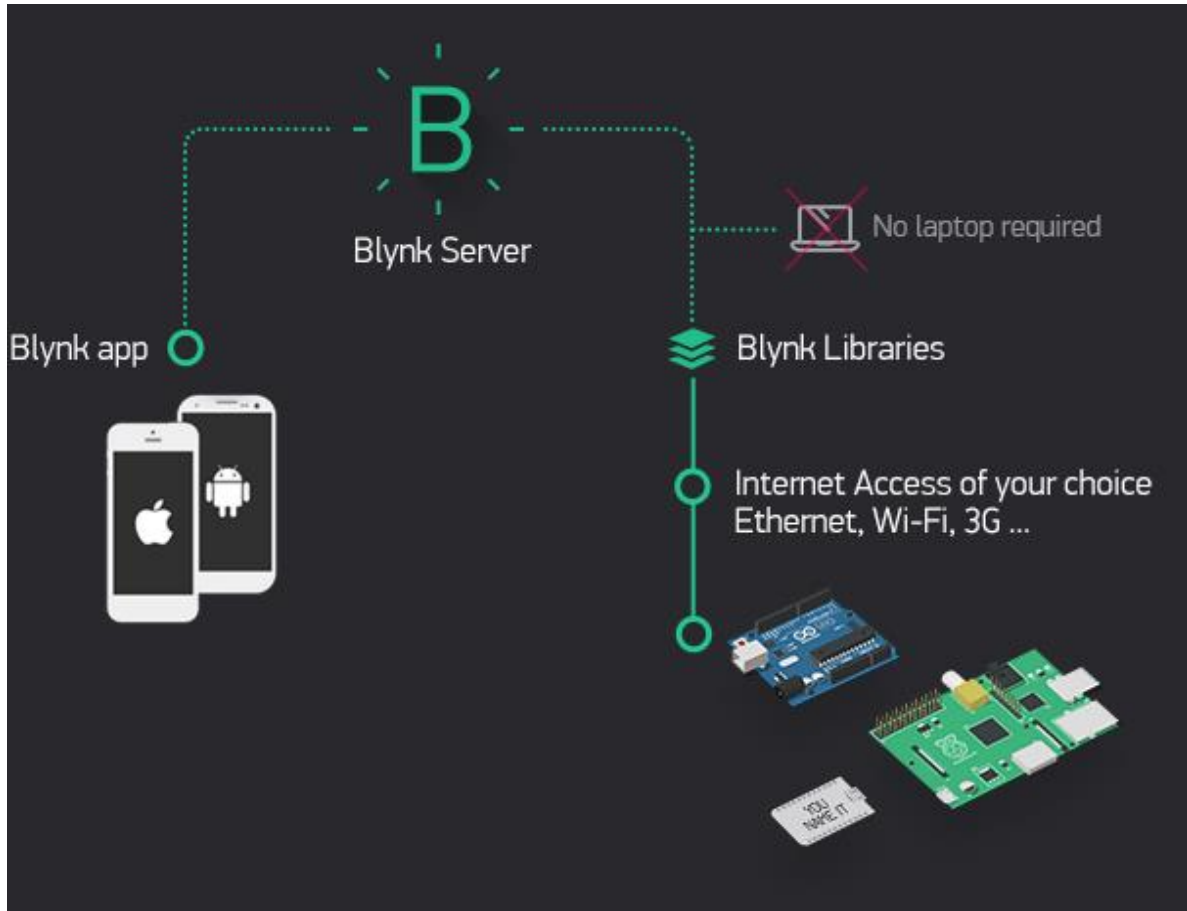 B
Blynk Server
No laptop required
Blynk app
Blynk Libraries
Internet Access of your choice
Ethernet, Wi-Fi, 3G ...
YOU
NAME IT